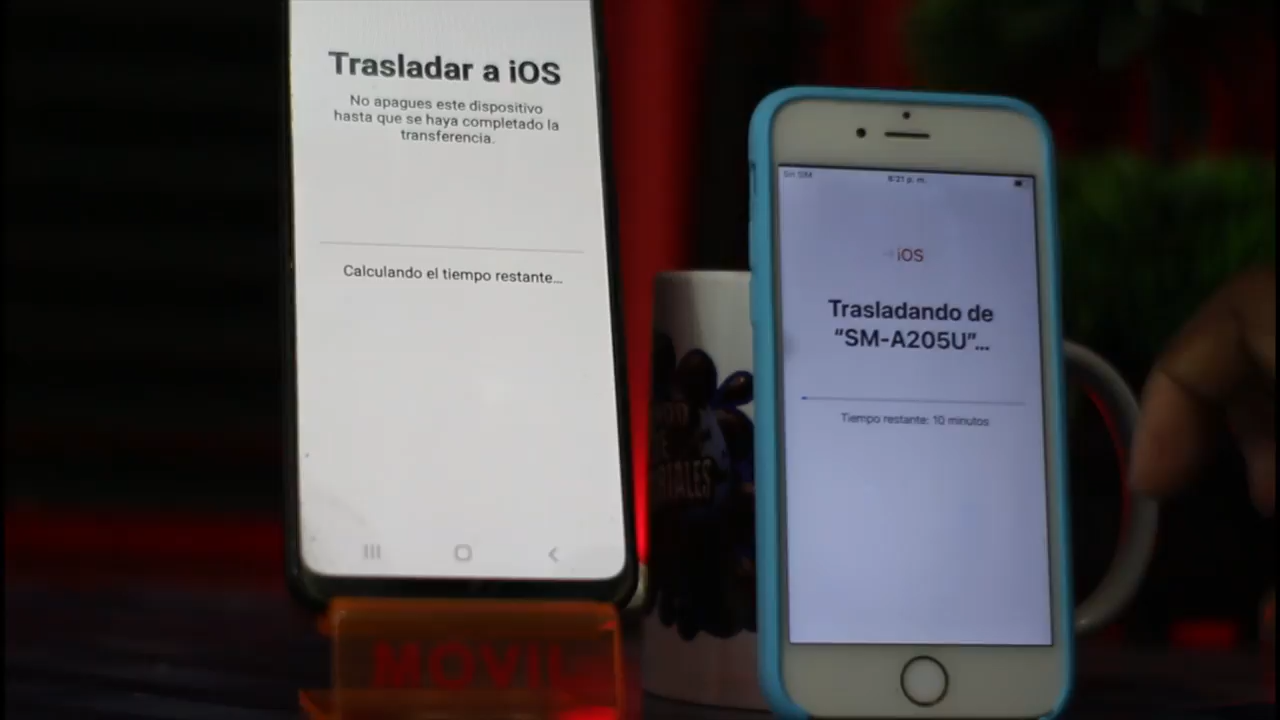 Trasladar a iOS
No apagues este dispositivo
hasta que se haya completado la
transferencia.
Calculando el tiempo restante...
MOVIL
Sin SIM
8:21 p. m.
iOS
Trasladando de
“SM-A205U”...
Tiempo restante: 10 minutos